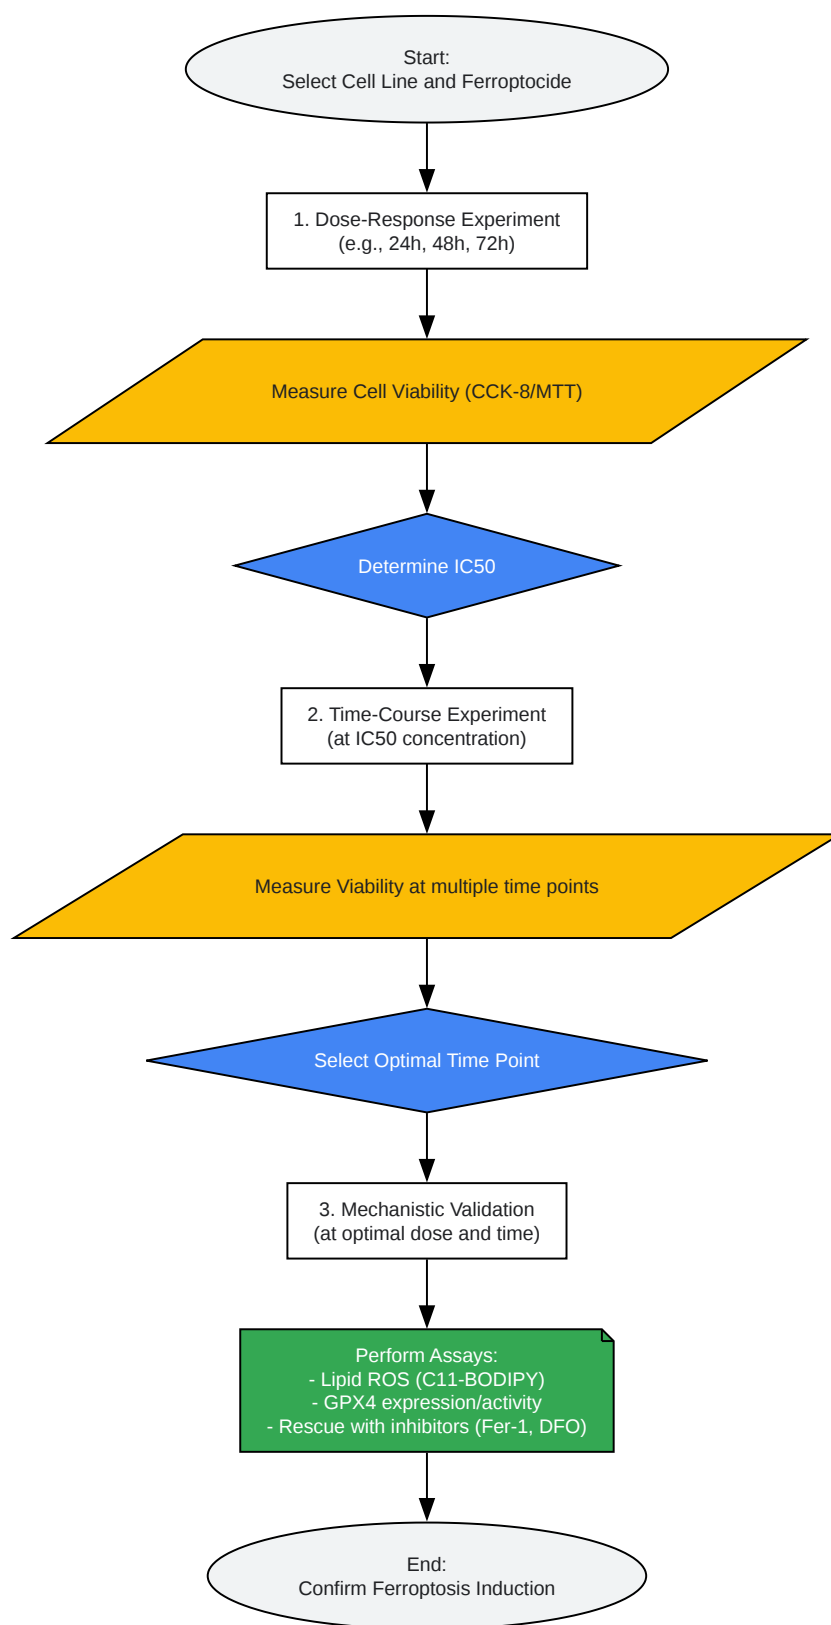 Start:
Select Cell Line and Ferroptocide
1. Dose-Response Experiment
(e.g., 24h, 48h, 72h)
Measure Cell Viability (CCK-8/MTT)
Determine IC50
2. Time-Course Experiment
(at IC50 concentration)
Measure Viability at multiple time points
Select Optimal Time Point
3. Mechanistic Validation
(at optimal dose and time)
Perform Assays:
- Lipid ROS (C11-BODIPY)
- GPX4 expression/activity
- Rescue with inhibitors (Fer-1, DFO)
End:
Confirm Ferroptosis Induction